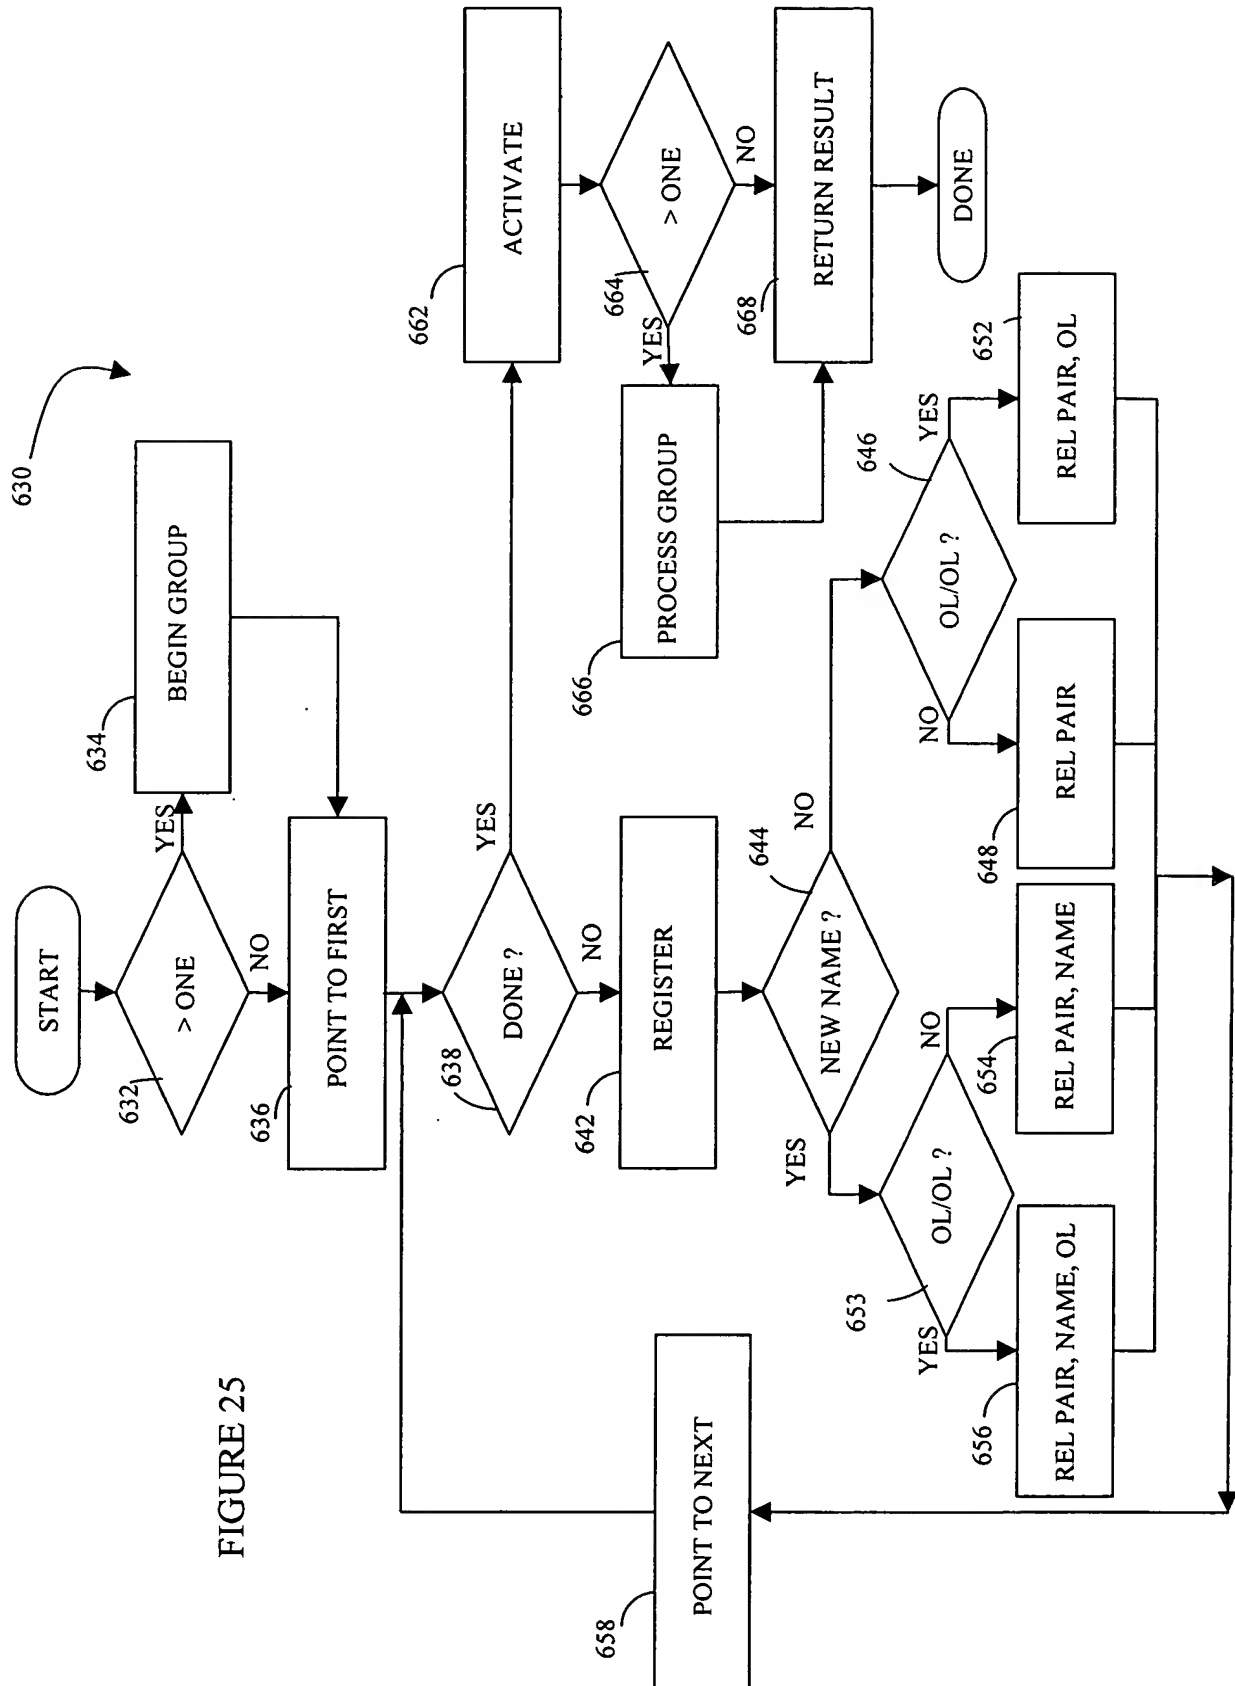 FIGURE 25
630
START
632
> ONE
YES
NO
634
BEGIN GROUP
636
POINT TO FIRST
638
DONE ?
YES
NO
642
REGISTER
644
NEW NAME ?
YES
NO
653
OL/OL ?
YES
NO
646
OL/OL ?
NO
YES
656
REL PAIR, NAME, OL
654
REL PAIR, NAME
648
REL PAIR
652
REL PAIR, OL
658
POINT TO NEXT
662
ACTIVATE
664
> ONE
YES
NO
666
PROCESS GROUP
668
RETURN RESULT
DONE